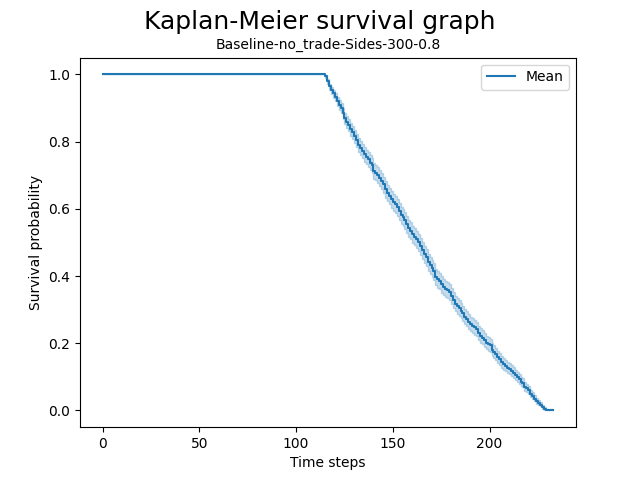 Kaplan-Meier survival graph
Baseline-no_trade-Sides-300-0.8
Mean
Survival probability
1.0
0.8
0.6
0.4
0.2
0.0
0 50 100 150 200
Time steps